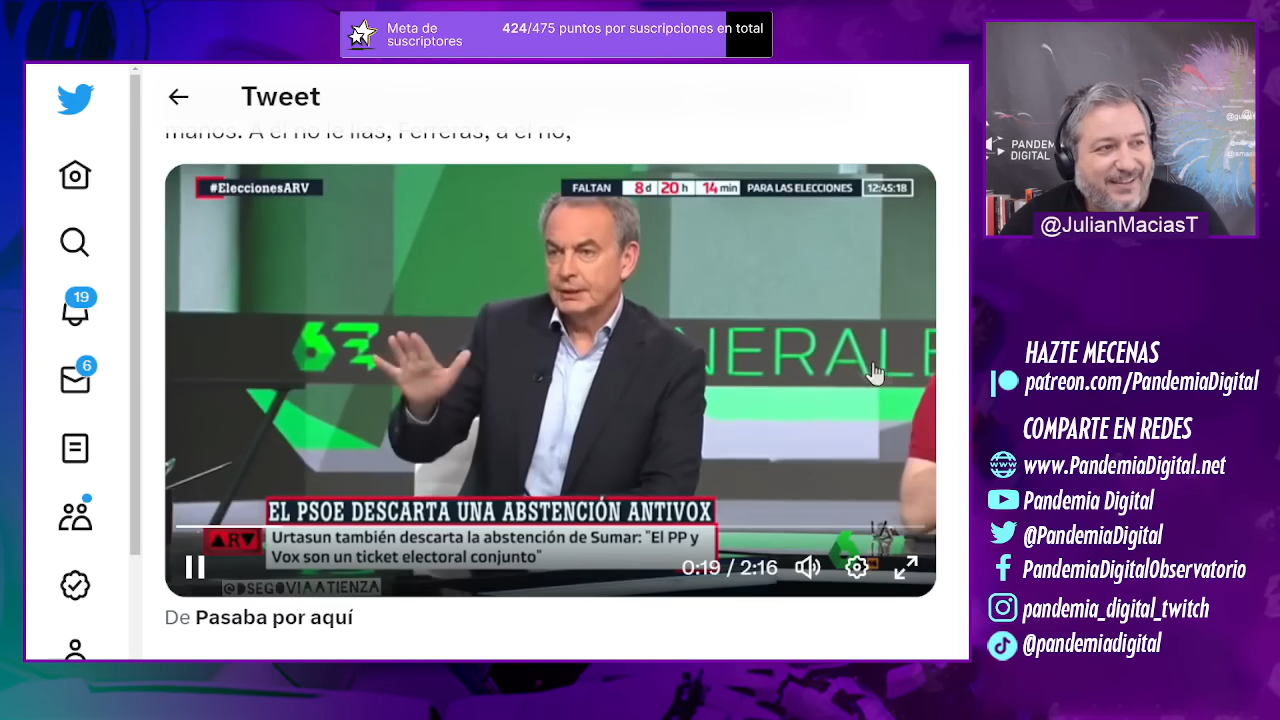 Meta de
suscriptores
424/475 puntos por suscripciones en total
Tweet
manos. A él no le lías, Ferreras, a él no,
#EleccionesARV
FALTAN 8d 20h 14min PARA LAS ELECCIONES 12:45:18
NERALE
EL PSOE DESCARTA UNA ABSTENCIÓN ANTIVOX
ARV
Urtasun también descarta la abstención de Sumar: "El PP y
Vox son un ticket electoral conjunto"
0:19 / 2:16
@DSEGOVIAATIENZA
De Pasaba por aquí
19
6
PANDEM
DIGITAL
@JulianMaciasT
HAZTE MECENAS
patreon.com/PandemiaDigital
COMPARTE EN REDES
www.PandemiaDigital.net
Pandemia Digital
@PandemiaDigital
PandemiaDigitalObservatorio
pandemia_digital_twitch
@pandemiadigital